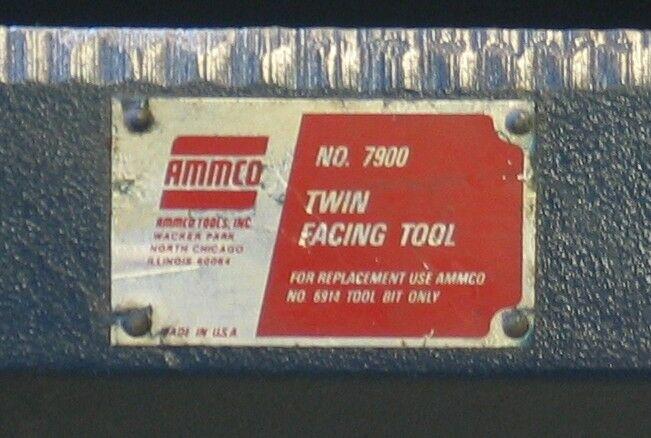 AMMCO
AMMCO TOOLS, INC.
WACKER PARK
NORTH CHICAGO
ILLINOIS 60064
MADE IN U.S.A
NO. 7900
TWIN
FACING TOOL
FOR REPLACEMENT USE AMMCO
NO. 6914 TOOL BIT ONLY